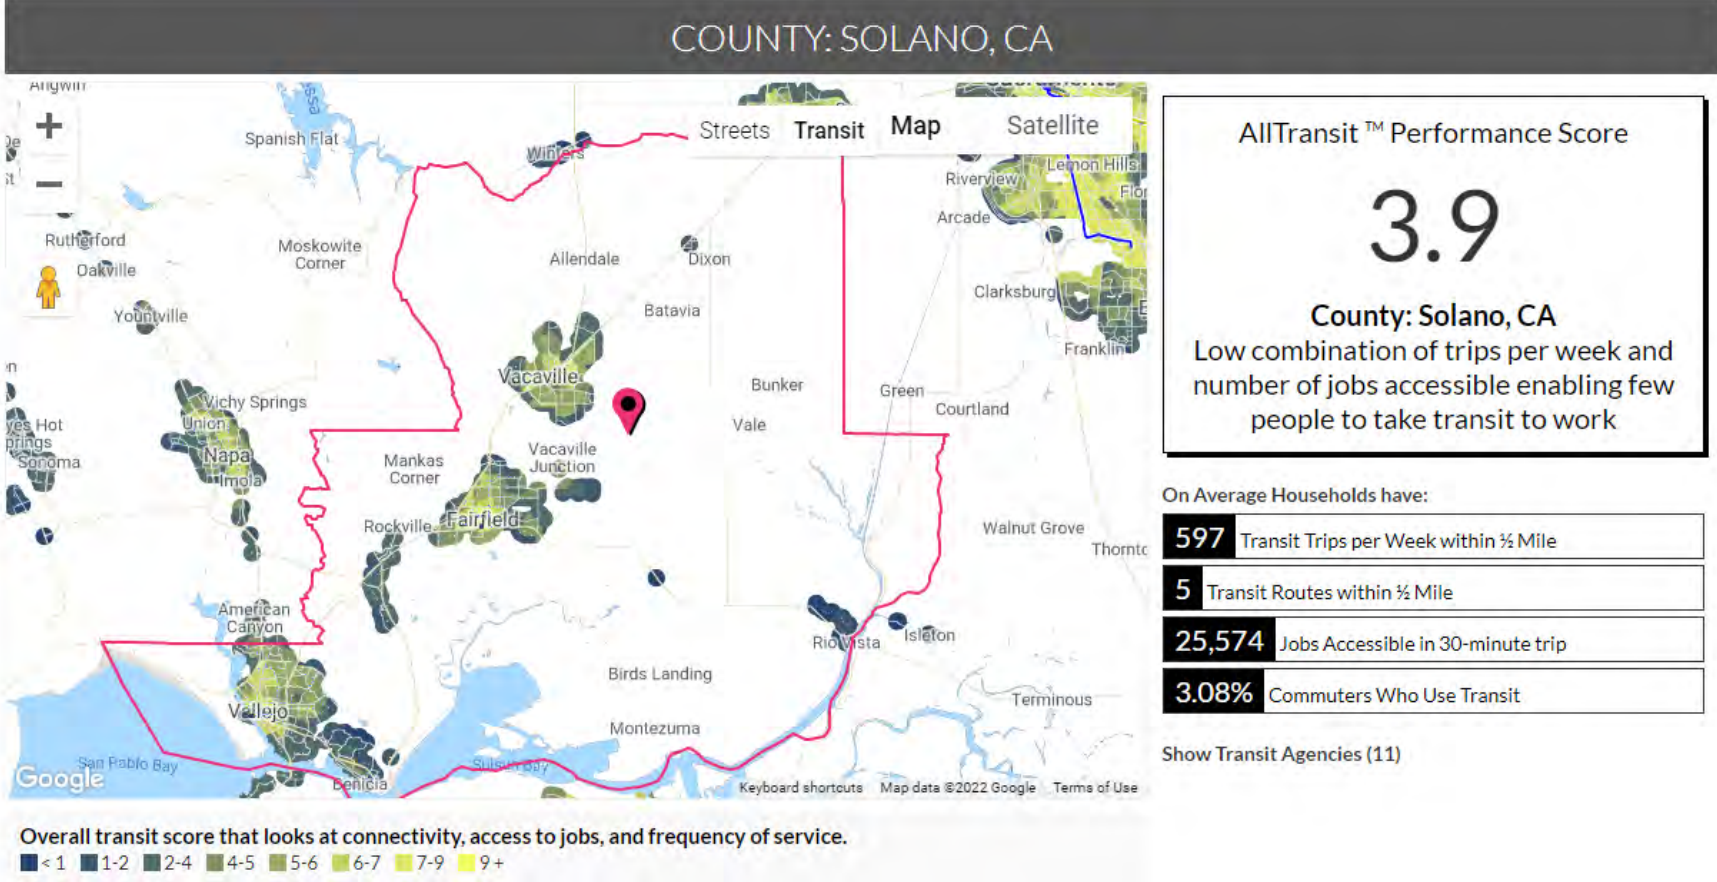 COUNTY: SOLANO, CA
Angwin
Spanish Flat
Winters
Streets Transit Map Satellite
Lemon Hills
Riverview
Arcade
Rutherford
Oakville
Moskowite
Corner
Allendale
Dixon
Clarksburg
Yountville
Batavia
Franklin
Vacaville
Bunker
Green
Vichy Springs
Courtland
Union
Vale
Napa
Sonoma
Imola
Mankas
Corner
Vacaville
Junction
Rockville
Fairfield
Walnut Grove
American
Canyon
Rio Vista
Isleton
Birds Landing
Terminous
Vallejo
Montezuma
San Pablo Bay
Suisun Bay
Benicia
Google
Keyboard shortcuts Map data ©2022 Google Terms of Use
Overall transit score that looks at connectivity, access to jobs, and frequency of service.
< 1 1-2 2-4 4-5 5-6 6-7 7-9 9 +
AllTransit ™ Performance Score
3.9
County: Solano, CA
Low combination of trips per week and
number of jobs accessible enabling few
people to take transit to work
On Average Households have:
597 Transit Trips per Week within ½ Mile
5 Transit Routes within ½ Mile
25,574 Jobs Accessible in 30-minute trip
3.08% Commuters Who Use Transit
Show Transit Agencies (11)